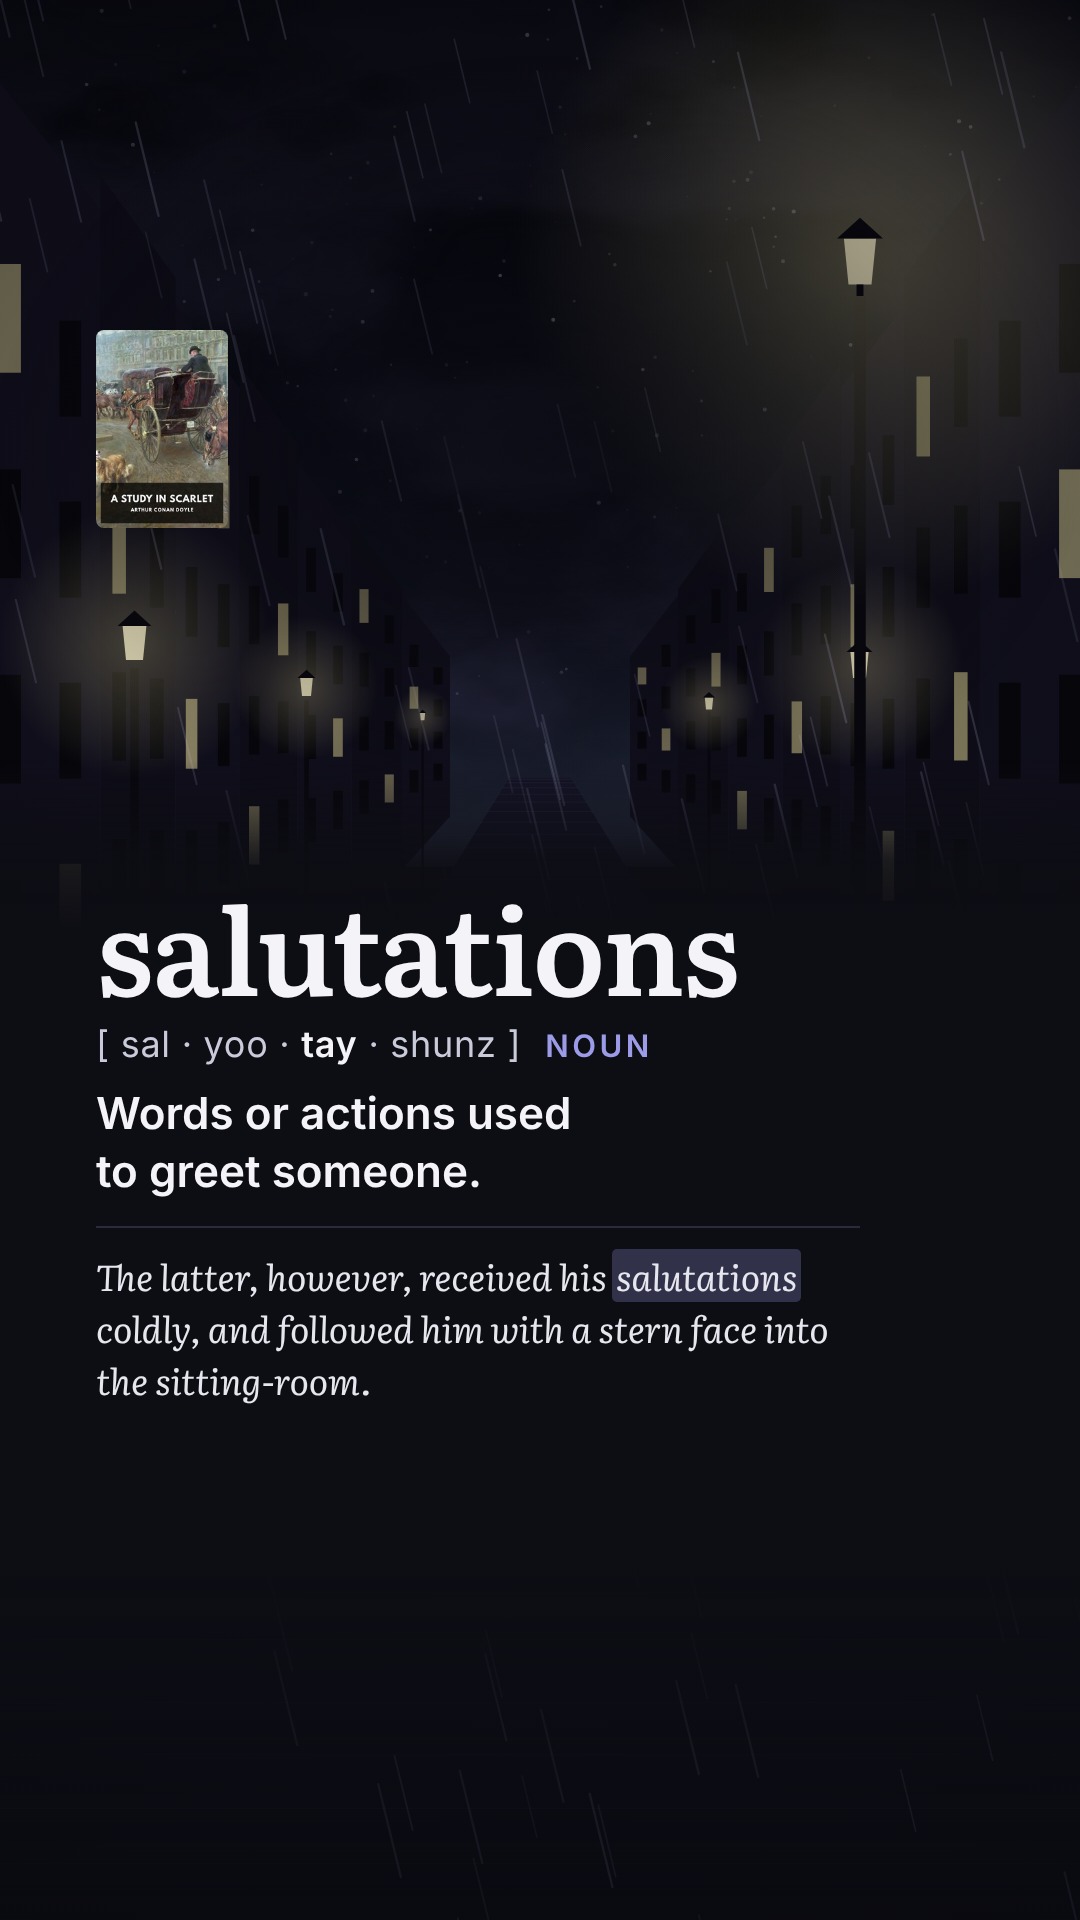 A STUDY IN SCARLET
ARTHUR CONAN DOYLE
salutations
[ sal · yoo · tay · shunz ] NOUN
Words or actions used
to greet someone.
The latter, however, received his salutations
coldly, and followed him with a stern face into
the sitting-room.